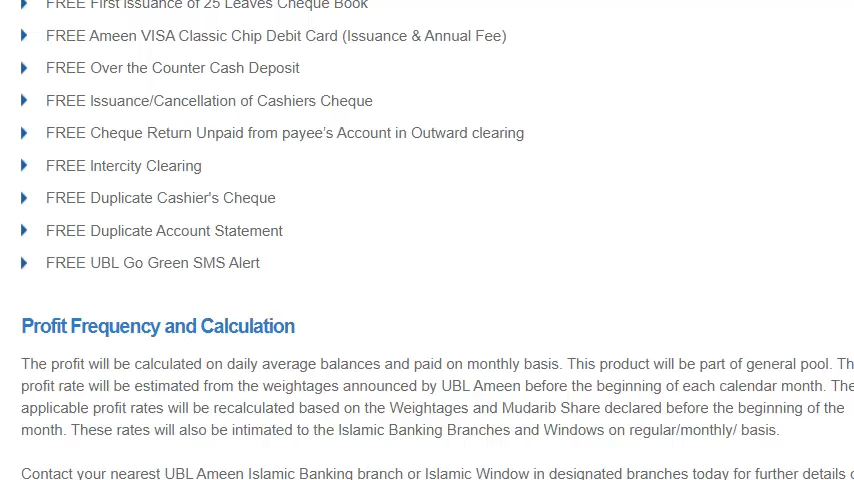 FREE First Issuance of 25 Leaves Cheque Book
FREE Ameen VISA Classic Chip Debit Card (Issuance & Annual Fee)
FREE Over the Counter Cash Deposit
FREE Issuance/Cancellation of Cashiers Cheque
FREE Cheque Return Unpaid from payee's Account in Outward clearing
FREE Intercity Clearing
FREE Duplicate Cashier's Cheque
FREE Duplicate Account Statement
FREE UBL Go Green SMS Alert
Profit Frequency and Calculation
The profit will be calculated on daily average balances and paid on monthly basis. This product will be part of general pool. Th
profit rate will be estimated from the weightages announced by UBL Ameen before the beginning of each calendar month. The
applicable profit rates will be recalculated based on the Weightages and Mudarib Share declared before the beginning of the
month. These rates will also be intimated to the Islamic Banking Branches and Windows on regular/monthly/ basis.
Contact your nearest UBL Ameen Islamic Banking branch or Islamic Window in designated branches today for further details